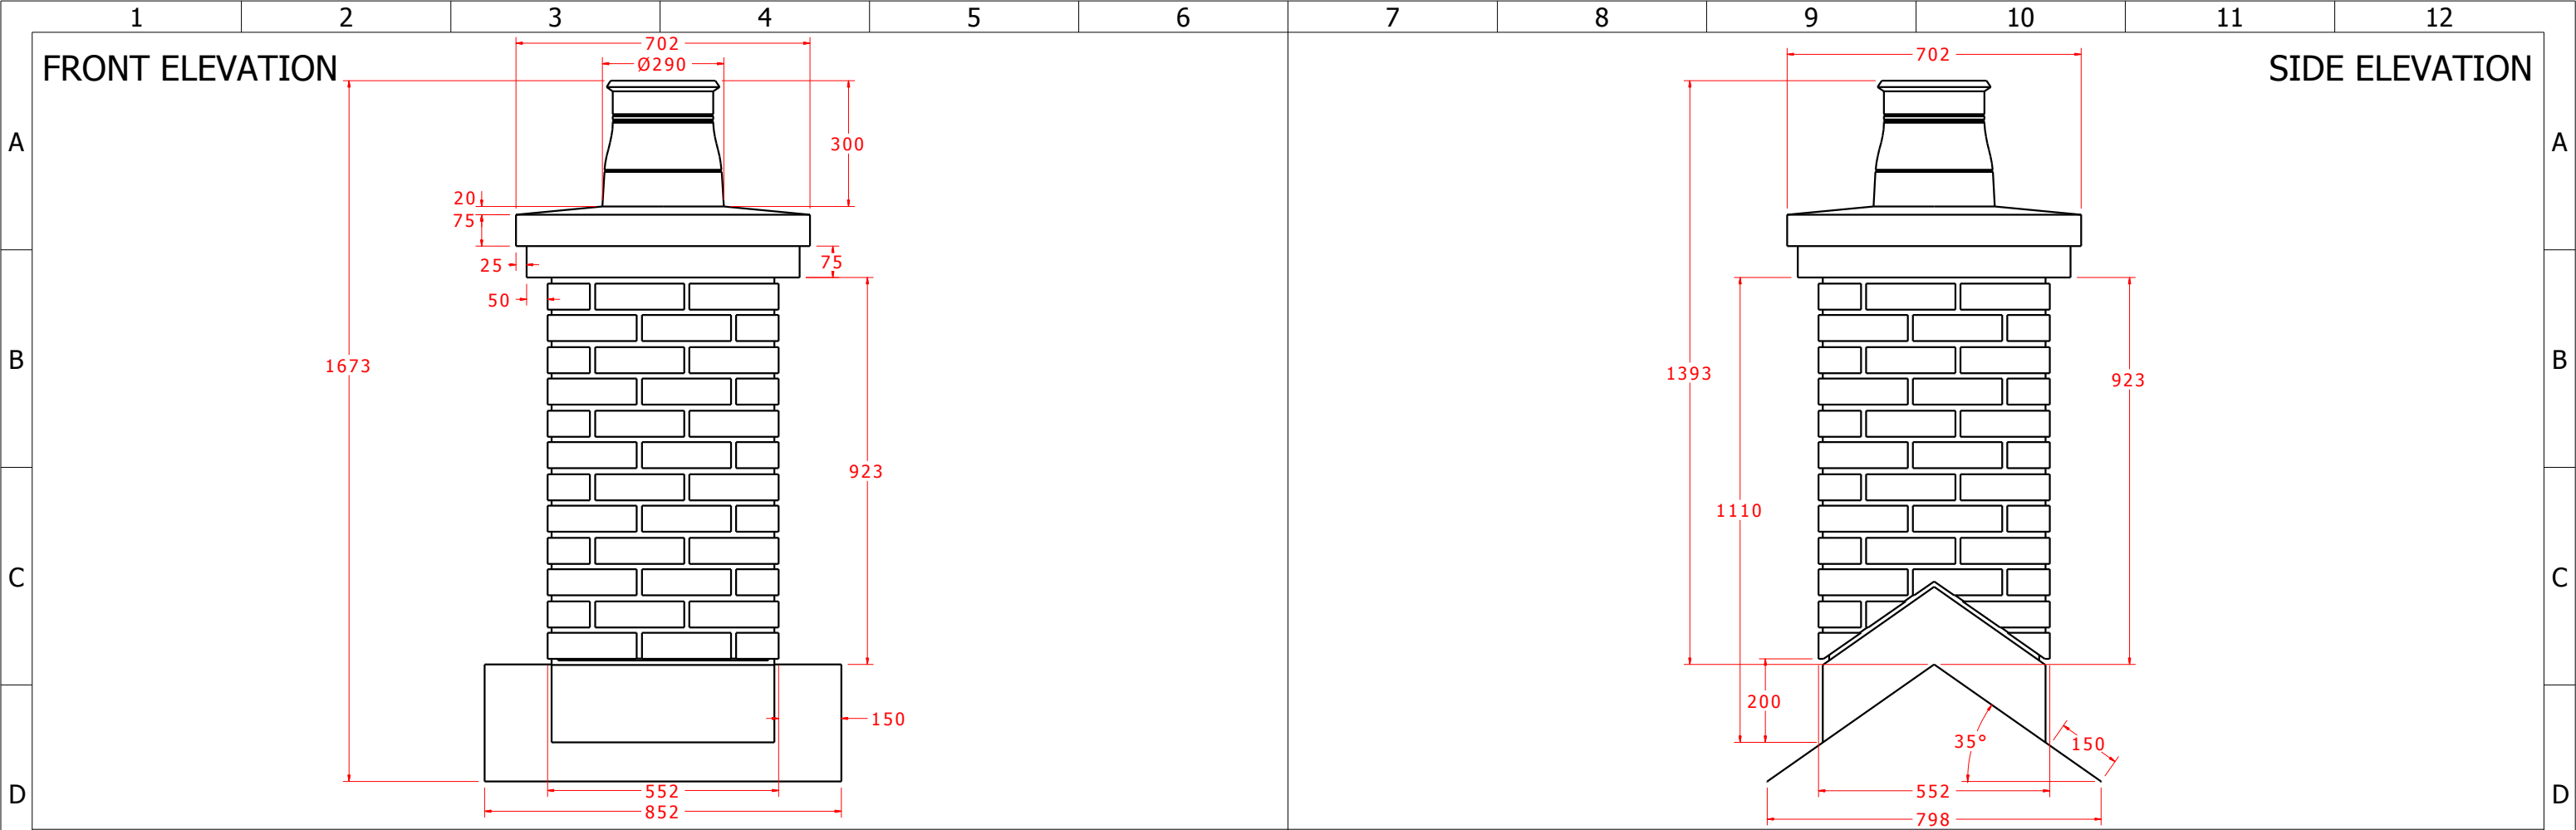 1 2 3 4 5 6 7 8 9 10 11 12
FRONT ELEVATION
SIDE ELEVATION
A
B
C
D
702
Ø290
300
20
75
25
75
50
1673
923
150
552
852
702
1393
923
1110
200
35°
150
552
798
A
B
C
D